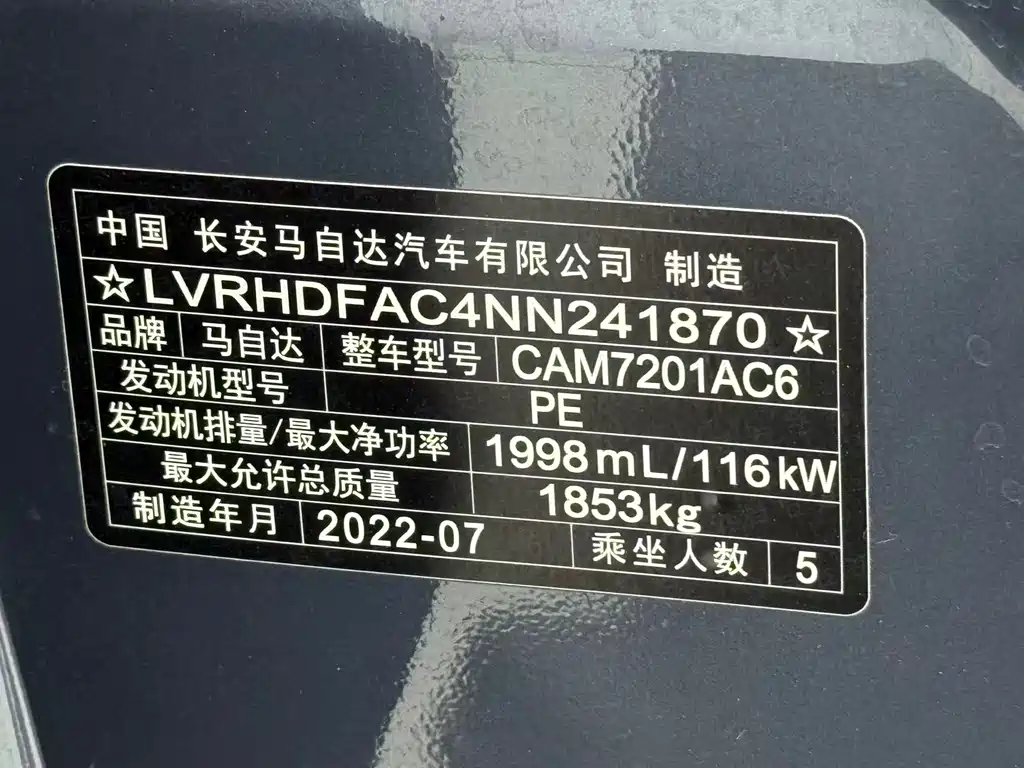 中国 长安马自达汽车有限公司 制造
☆LVRHDFAC4NN241870☆
品牌 马自达 整车型号 CAM7201AC6
发动机型号 PE
发动机排量/最大净功率 1998mL/116kW
最大允许总质量 1853kg
制造年月 2022-07 乘坐人数 5